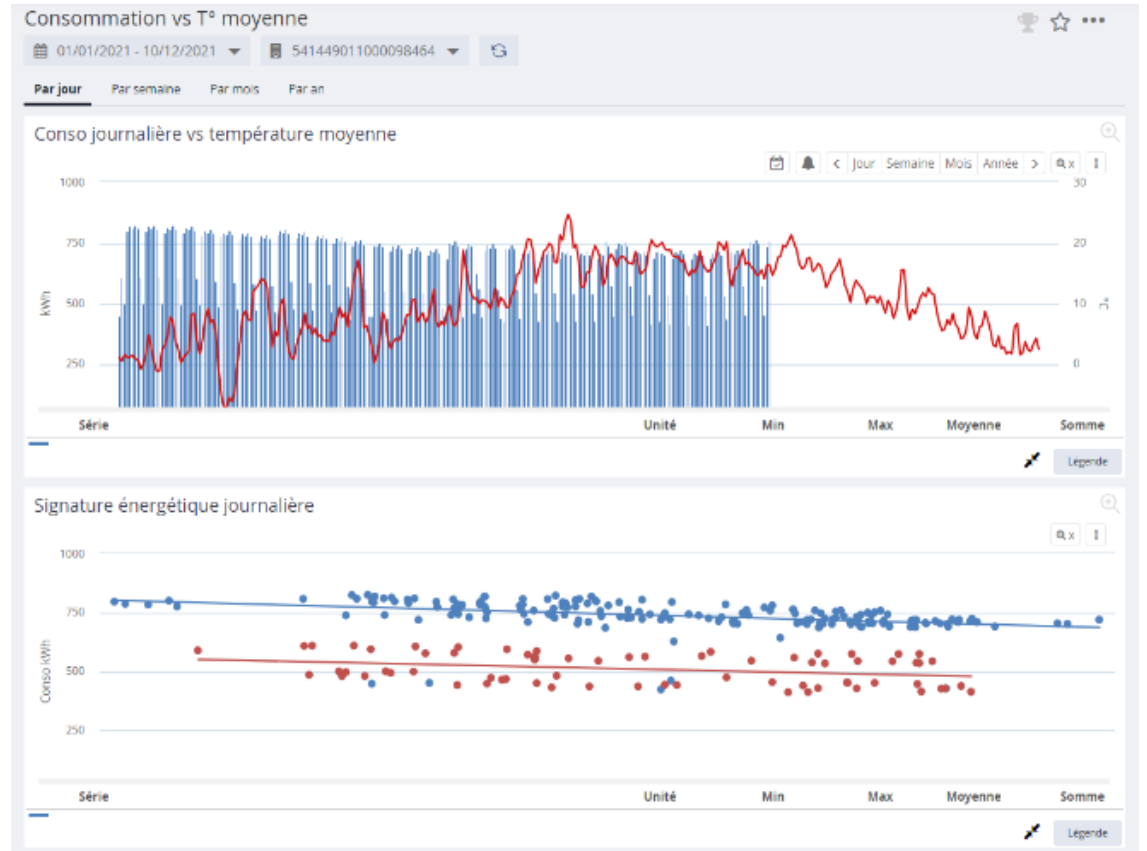 Consommation vs T° moyenne
01/01/2021 - 10/12/2021 541449011000098464
Par jour Par semaine Par mois Par an
Conso journalière vs température moyenne
Jour Semaine Mois Année x
1000 30
750 20
kWh
500 10
°C
250 0
Série Unité Min Max Moyenne Somme
Légende
Signature énergétique journalière
x
1000
750
Conso kWh
500
250
Série Unité Min Max Moyenne Somme
Légende